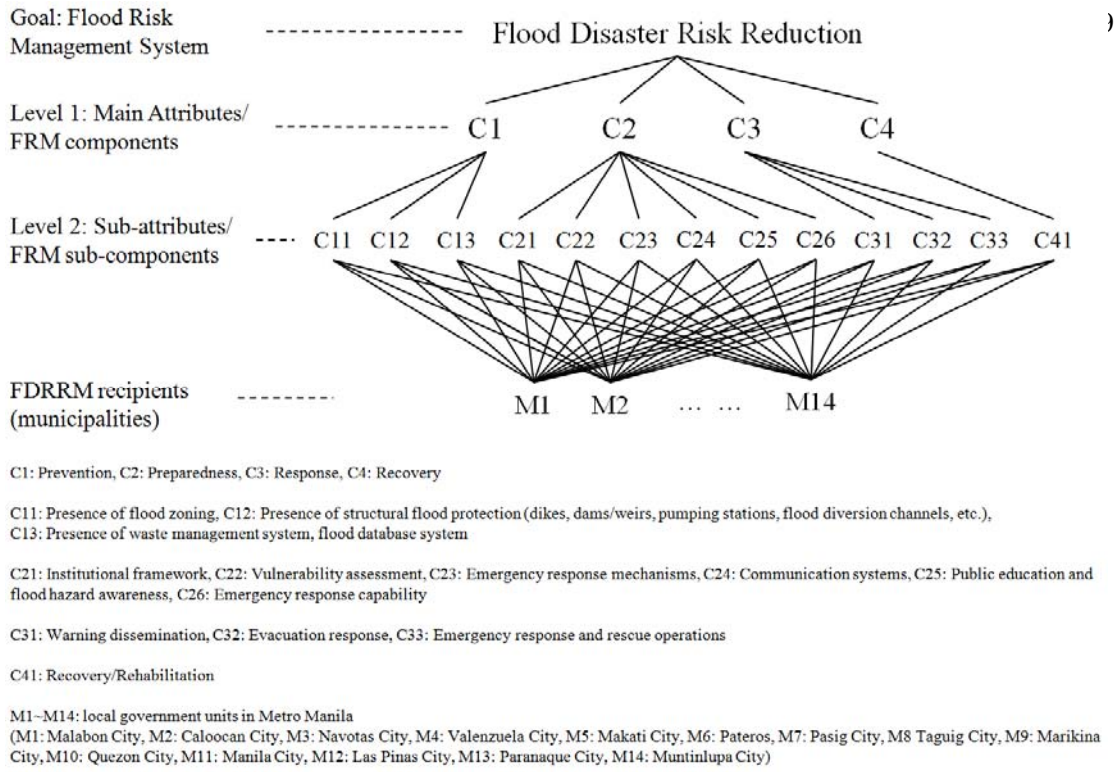 Goal: Flood Risk
Management System
Flood Disaster Risk Reduction
Level 1: Main Attributes/
FRM components
C1 C2 C3 C4
Level 2: Sub-attributes/
FRM sub-components
C11 C12 C13 C21 C22 C23 C24 C25 C26 C31 C32 C33 C41
FDRRM recipients
(municipalities)
M1 M2 ... ... M14
C1: Prevention, C2: Preparedness, C3: Response, C4: Recovery
C11: Presence of flood zoning, C12: Presence of structural flood protection (dikes, dams/weirs, pumping stations, flood diversion channels, etc.),
C13: Presence of waste management system, flood database system
C21: Institutional framework, C22: Vulnerability assessment, C23: Emergency response mechanisms, C24: Communication systems, C25: Public education and
flood hazard awareness, C26: Emergency response capability
C31: Warning dissemination, C32: Evacuation response, C33: Emergency response and rescue operations
C41: Recovery/Rehabilitation
M1~M14: local government units in Metro Manila
(M1: Malabon City, M2: Caloocan City, M3: Navotas City, M4: Valenzuela City, M5: Makati City, M6: Pateros, M7: Pasig City, M8 Taguig City, M9: Marikina
City, M10: Quezon City, M11: Manila City, M12: Las Pinas City, M13: Paranaque City, M14: Muntinlupa City)